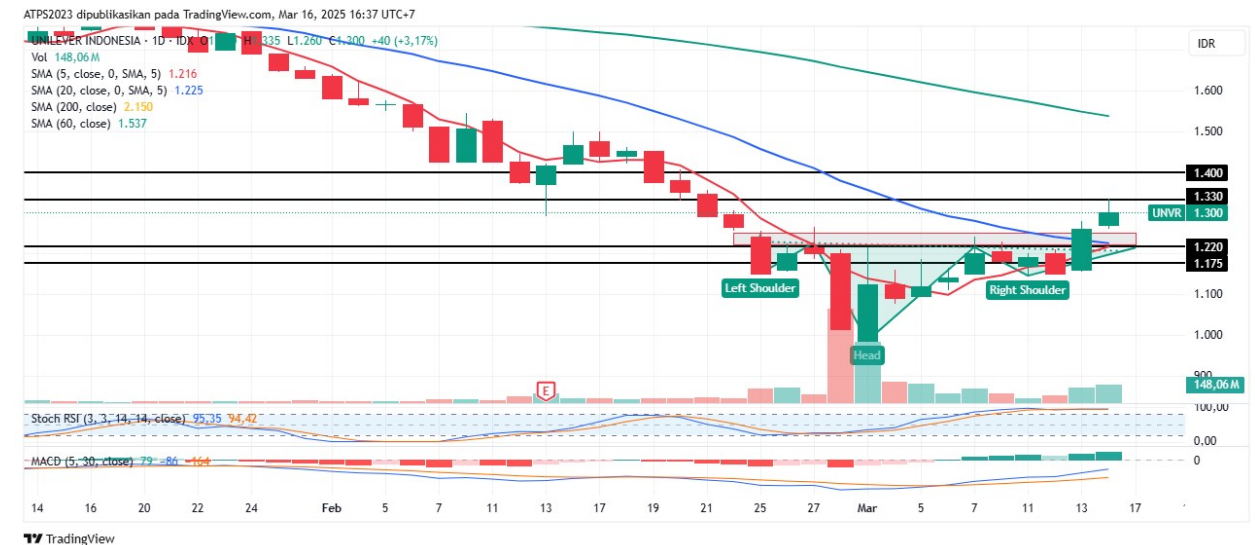 ATPS2023 dipublikasikan pada TradingView.com, Mar 16, 2025 16:37 UTC+7
UNILEVER INDONESIA · 1D · IDX L1.260 C1.300 +40 (+3,17%)
IDR
Vol 148,06M
SMA (5, close, 0, SMA, 5) 1.216
SMA (20, close, 0, SMA, 5) 1.225
SMA (200, close) 2.150
SMA (60, close) 1.537
1.600
1.500
1.400
1.330
UNVR 1.300
1.220
1.175
1.100
1.000
900
Left Shoulder
Right Shoulder
Head
E
148,06M
Stoch RSI (3, 3, 14, 14, close) 95,35 94,42
100,00
0.00
MACD (5, 30, close) 79 −86 −164
0
14 16 20 22 24 Feb 5 7 11 13 17 19 21 25 27 Mar 5 7 11 13 17
TradingView